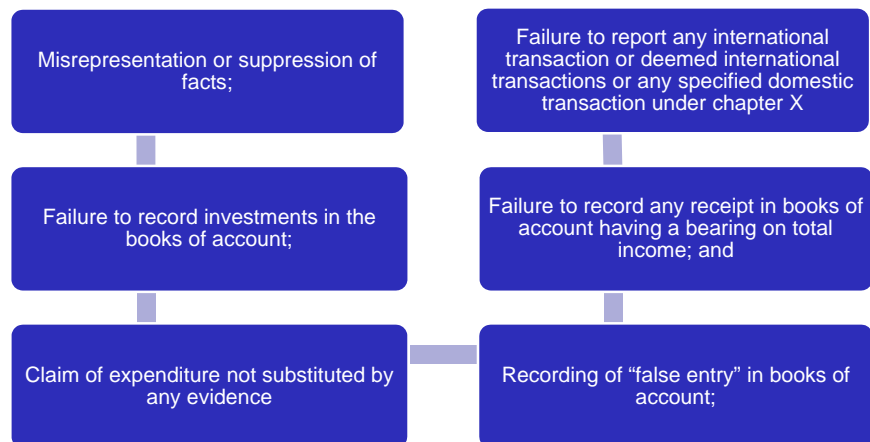 Misrepresentation or suppression of
facts;
Failure to record investments in the
books of account;
Claim of expenditure not substituted by
any evidence
Recording of “false entry” in books of
account;
Failure to record any receipt in books of
account having a bearing on total
income; and
Failure to report any international
transaction or deemed international
transactions or any specified domestic
transaction under chapter X